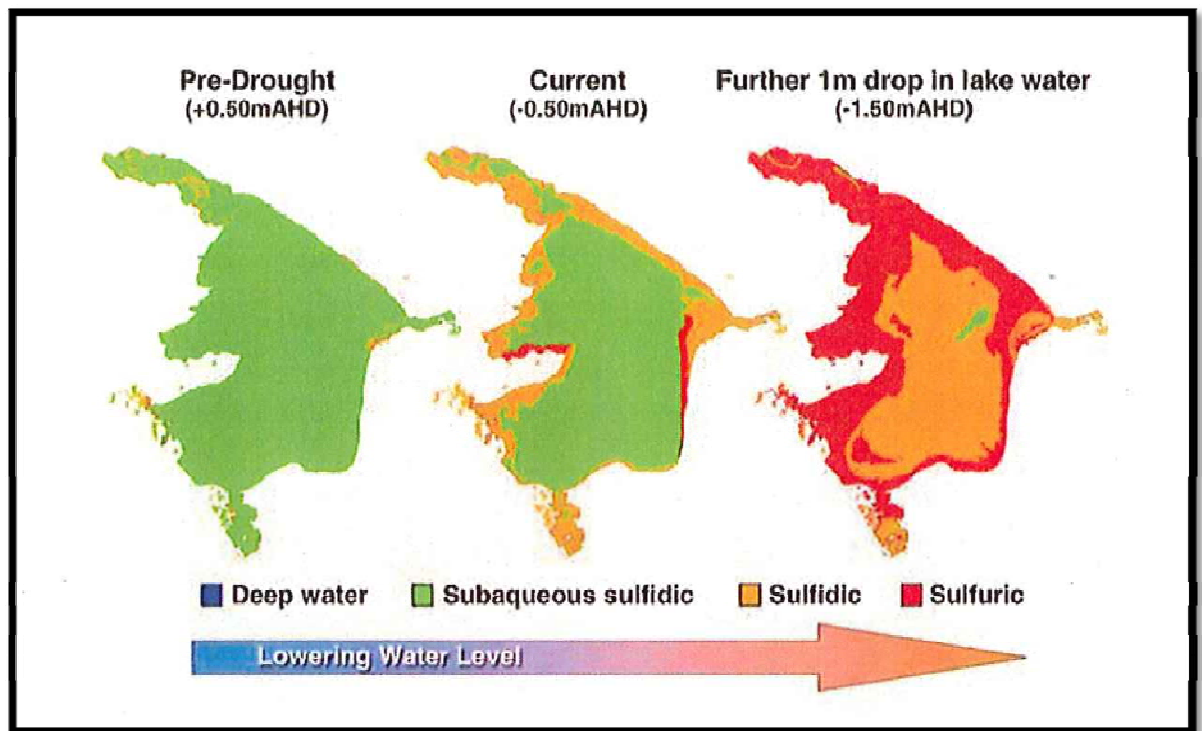 Pre-Drought
(+0.50mAHD)
Current
(-0.50mAHD)
Further 1m drop in lake water
(-1.50mAHD)
Deep water
Subaqueous sulfidic
Sulfidic
Sulfuric
Lowering Water Level